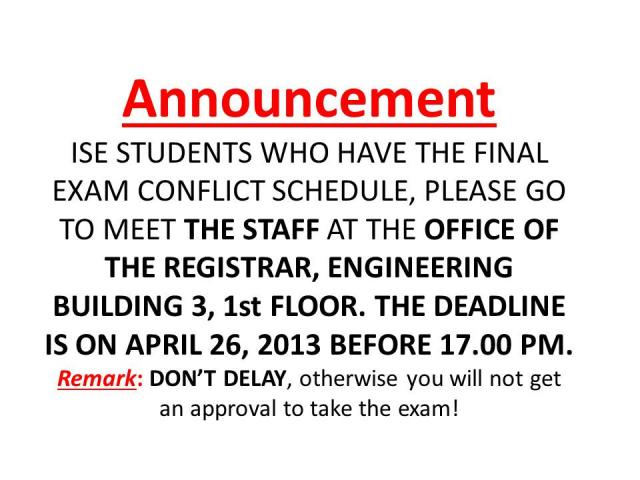 Announcement
ISE STUDENTS WHO HAVE THE FINAL
EXAM CONFLICT SCHEDULE, PLEASE GO
TO MEET THE STAFF AT THE OFFICE OF
THE REGISTRAR, ENGINEERING
BUILDING 3, 1st FLOOR. THE DEADLINE
IS ON APRIL 26, 2013 BEFORE 17.00 PM.
Remark: DON’T DELAY, otherwise you will not get
an approval to take the exam!